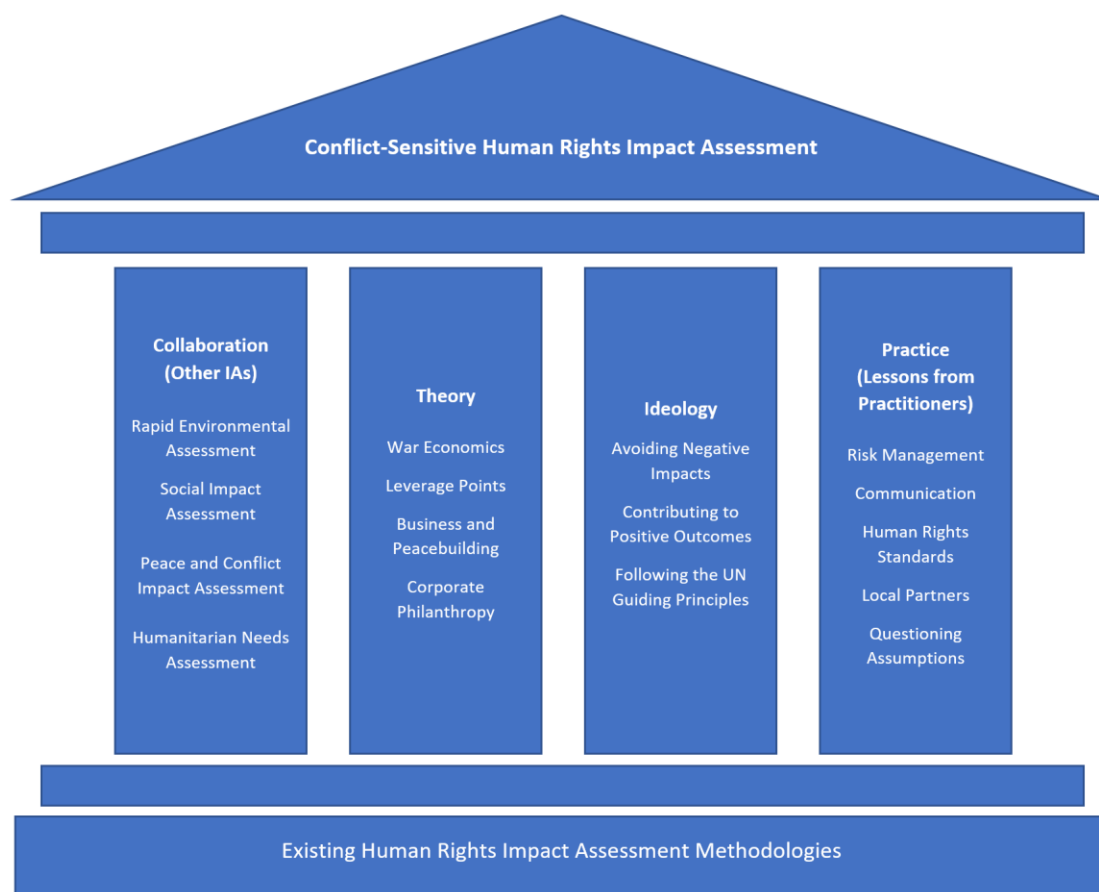 Conflict-Sensitive Human Rights Impact Assessment
Collaboration
(Other IAs)
Rapid Environmental
Assessment
Social Impact
Assessment
Peace and Conflict
Impact Assessment
Humanitarian Needs
Assessment
Theory
War Economics
Leverage Points
Business and
Peacebuilding
Corporate
Philanthropy
Ideology
Avoiding Negative
Impacts
Contributing to
Positive Outcomes
Following the UN
Guiding Principles
Practice
(Lessons from
Practitioners)
Risk Management
Communication
Human Rights
Standards
Local Partners
Questioning
Assumptions
Existing Human Rights Impact Assessment Methodologies